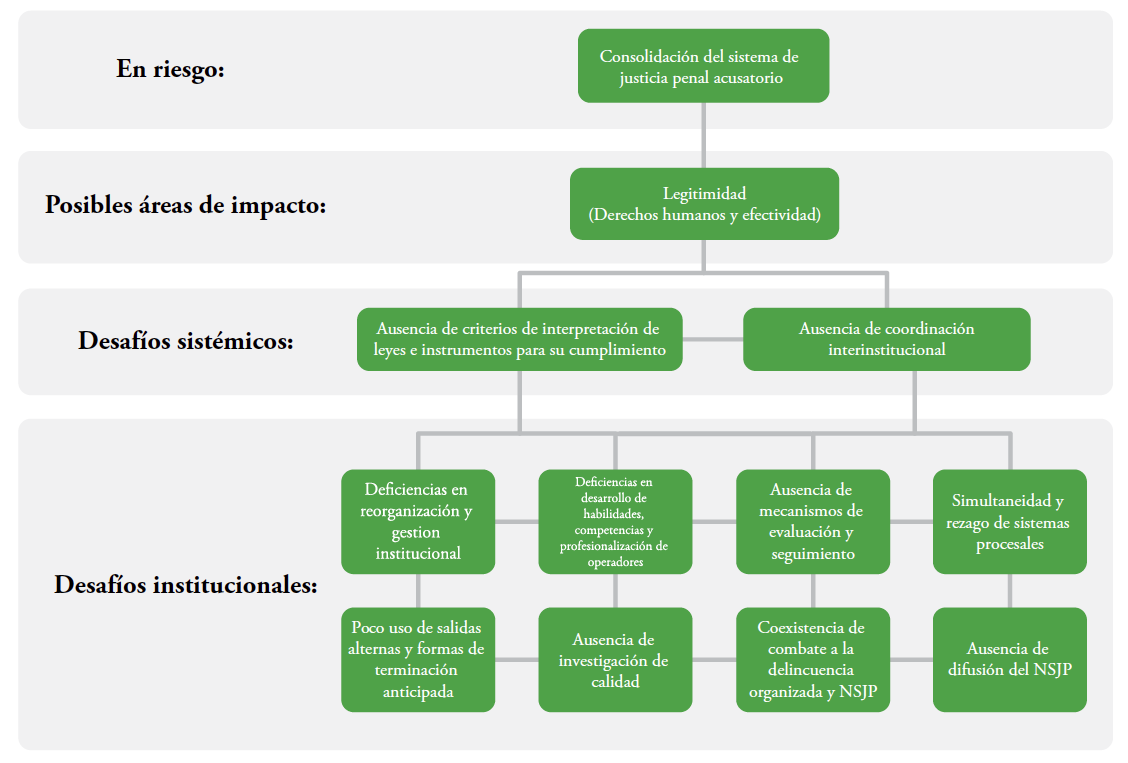 En riesgo:
Consolidación del sistema de
justicia penal acusatorio
Posibles áreas de impacto:
Legitimidad
(Derechos humanos y efectividad)
Desafíos sistémicos:
Ausencia de criterios de interpretación de
leyes e instrumentos para su cumplimiento
Ausencia de coordinación
interinstitucional
Desafíos institucionales:
Deficiencias en
reorganización y
gestion
institucional
Deficiencias en
desarrollo de
habilidades,
competencias y
profesionalización de
operadores
Ausencia de
mecanismos de
evaluación y
seguimiento
Simultaneidad y
rezago de sistemas
procesales
Poco uso de salidas
alternas y formas de
terminación
anticipada
Ausencia de
investigación de
calidad
Coexistencia de
combate a la
delincuencia
organizada y NSJP
Ausencia de
difusión del NSJP